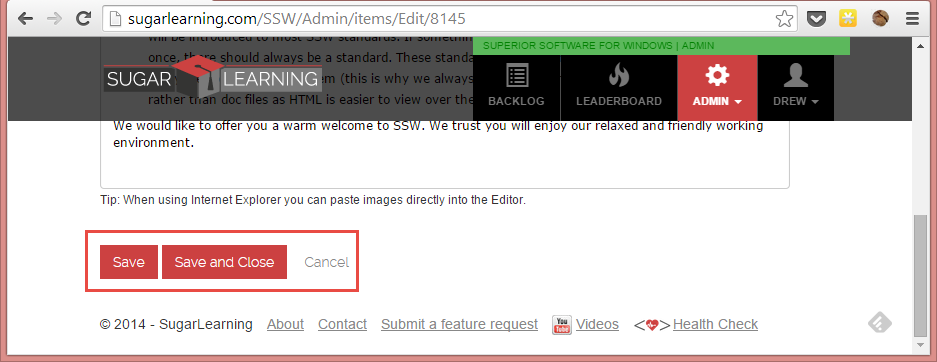 sugarlearning.com/SSW/Admin/items/Edit/8145
SUPERIOR SOFTWARE FOR WINDOWS | ADMIN
SUGAR LEARNING
BACKLOG
LEADERBOARD
ADMIN
DREW
will be introduced to most SSW standards. If somethin
once, there should always be a standard. These standa
em (this is why we always
rather than doc files as HTML is easier to view over the
We would like to offer you a warm welcome to SSW. We trust you will enjoy our relaxed and friendly working
environment.
Tip: When using Internet Explorer you can paste images directly into the Editor.
Save Save and Close Cancel
© 2014 - SugarLearning About Contact Submit a feature request You Tube Videos <> Health Check